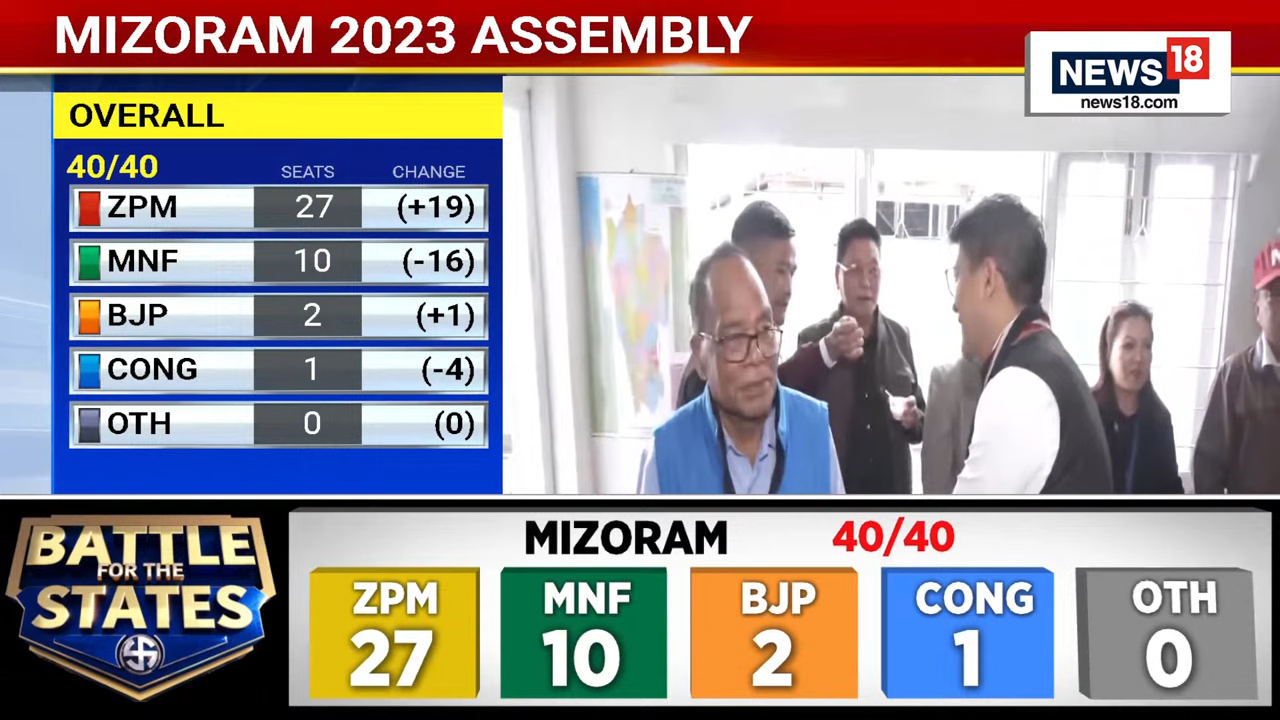 MIZORAM 2023 ASSEMBLY
NEWS 18
news18.com
OVERALL
40/40 SEATS CHANGE
ZPM 27 (+19)
MNF 10 (-16)
BJP 2 (+1)
CONG 1 (-4)
OTH 0 (0)
BATTLE
FOR THE
STATES
MIZORAM 40/40
ZPM MNF BJP CONG OTH
27 10 2 1 0